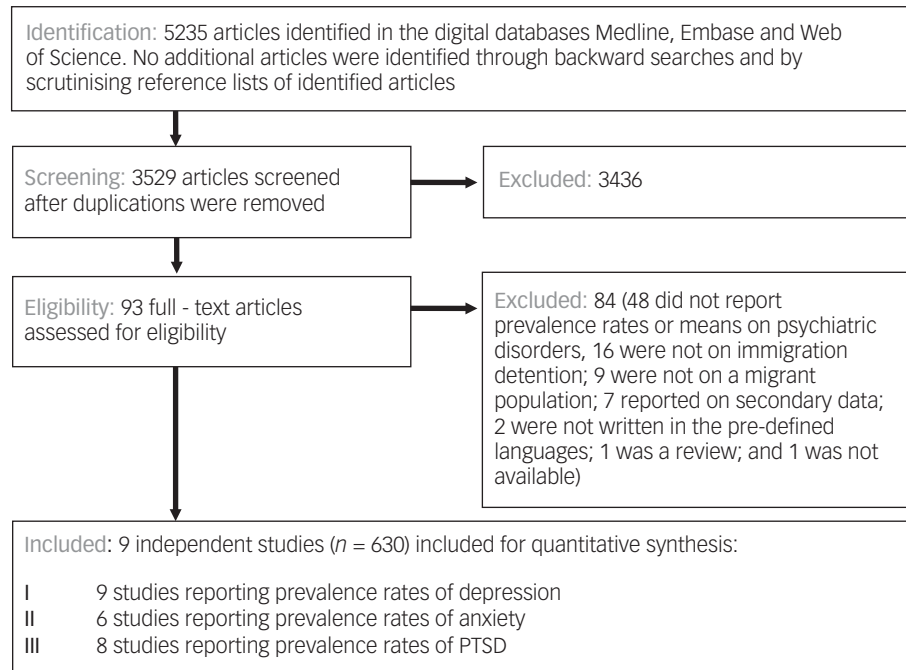 Identification: 5235 articles identified in the digital databases Medline, Embase and Web
of Science. No additional articles were identified through backward searches and by
scrutinising reference lists of identified articles
Screening: 3529 articles screened
after duplications were removed
Excluded: 3436
Eligibility: 93 full - text articles
assessed for eligibility
Excluded: 84 (48 did not report
prevalence rates or means on psychiatric
disorders, 16 were not on immigration
detention; 9 were not on a migrant
population; 7 reported on secondary data;
2 were not written in the pre-defined
languages; 1 was a review; and 1 was not
available)
Included: 9 independent studies (n = 630) included for quantitative synthesis:
I 9 studies reporting prevalence rates of depression
II 6 studies reporting prevalence rates of anxiety
III 8 studies reporting prevalence rates of PTSD